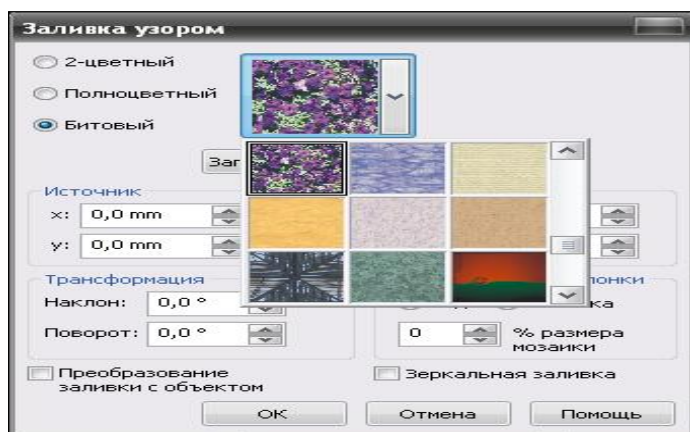 Заливка узором
2-цветный
Полноцветный
Битовый
Источник
x: 0,0 mm
y: 0,0 mm
Трансформация
Наклон: 0,0 °
Поворот: 0,0 °
0 % размера
мозаики
Преобразование
заливки с объектом
Зеркальная заливка
ОК Отмена Помощь